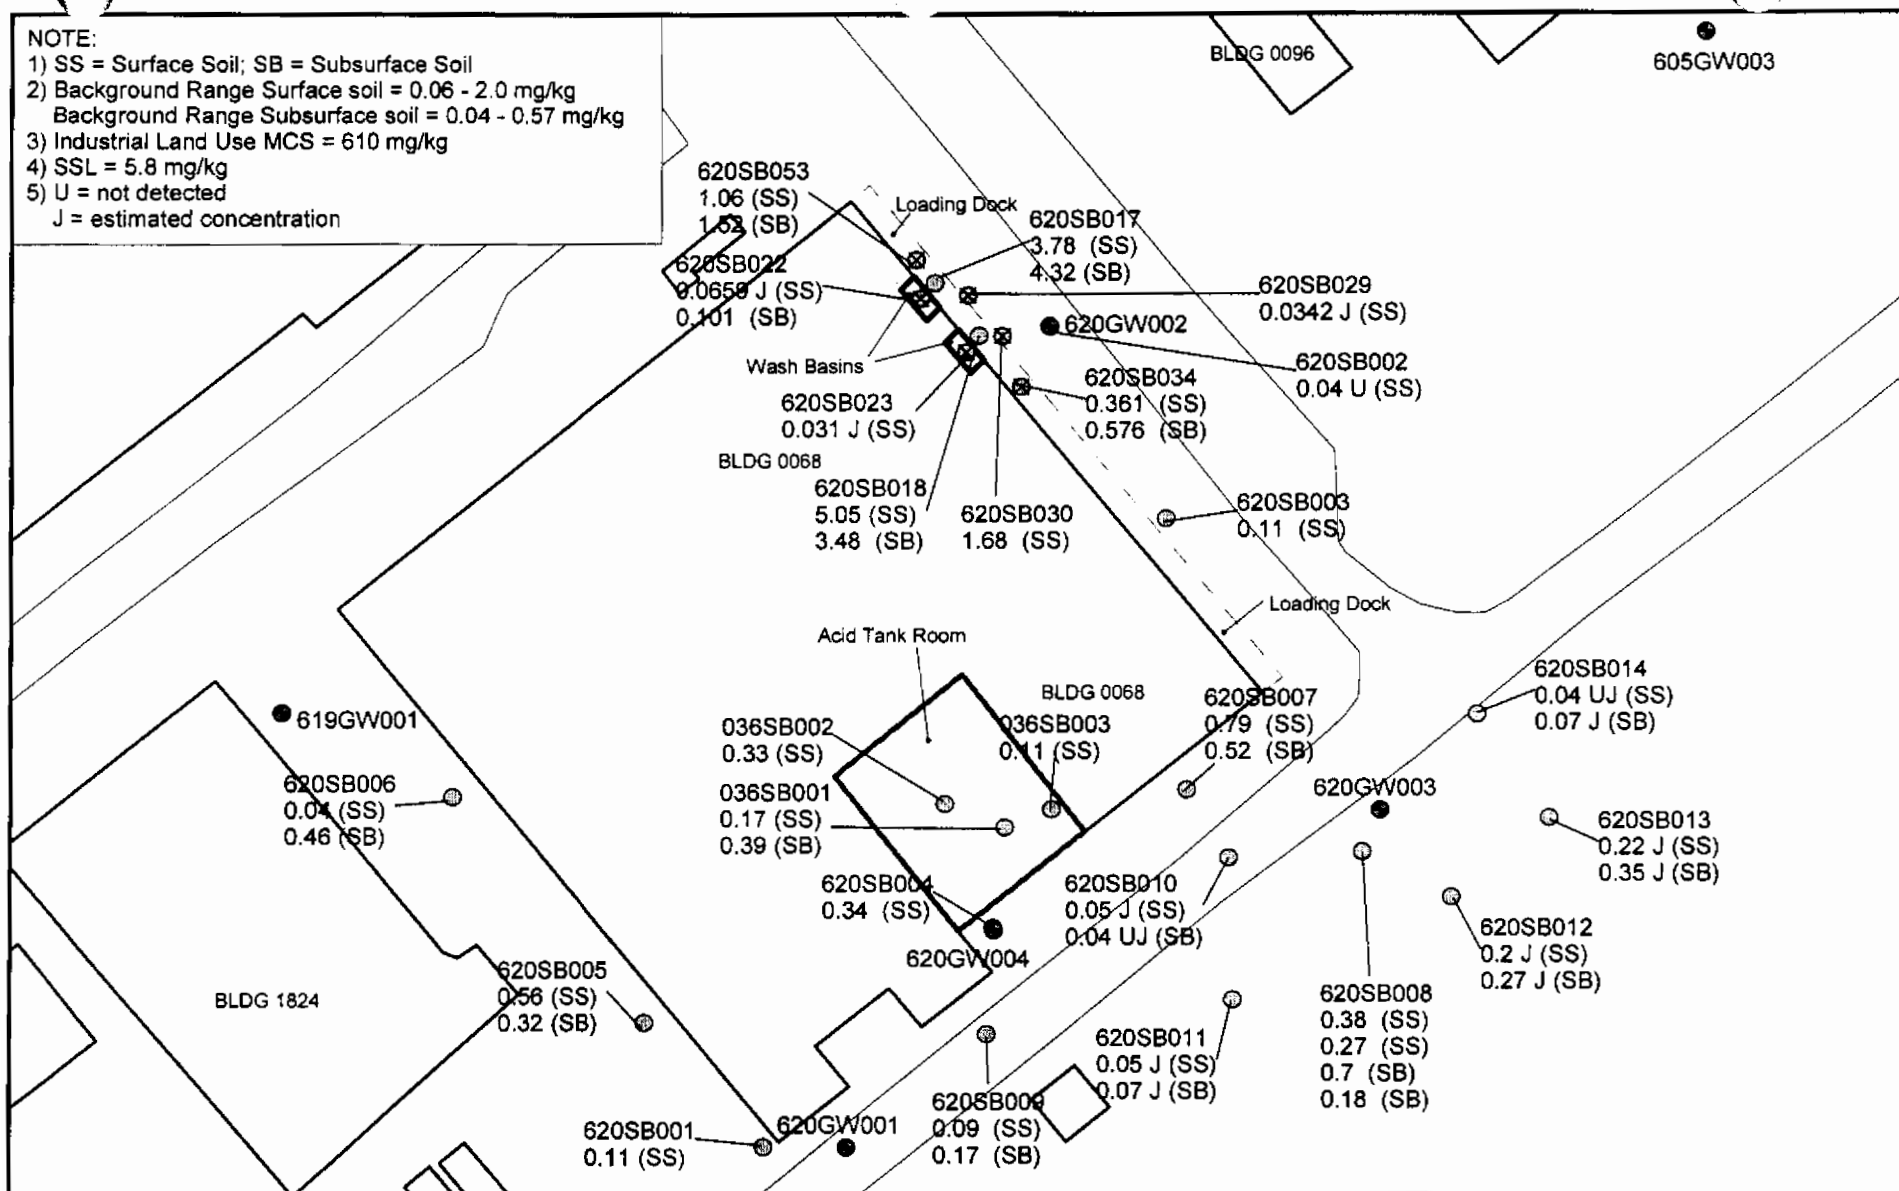 NOTE:
1) SS = Surface Soil; SB = Subsurface Soil
2) Background Range Surface soil = 0.06 - 2.0 mg/kg
Background Range Subsurface soil = 0.04 - 0.57 mg/kg
3) Industrial Land Use MCS = 610 mg/kg
4) SSL = 5.8 mg/kg
5) U = not detected
J = estimated concentration
BLDG 0096
605GW003
620SB053
1.06 (SS)
1.52 (SB)
Loading Dock
620SB017
3.78 (SS)
4.32 (SB)
620SB022
0.0659 J (SS)
0.101 (SB)
620SB029
0.0342 J (SS)
620GW002
620SB002
0.04 U (SS)
Wash Basins
620SB034
0.361 (SS)
0.576 (SB)
620SB023
0.031 J (SS)
BLDG 0068
620SB018
5.05 (SS)
3.48 (SB)
620SB030
1.68 (SS)
620SB003
0.11 (SS)
Loading Dock
Acid Tank Room
BLDG 0068
620SB014
0.04 UJ (SS)
0.07 J (SB)
620SB007
0.79 (SS)
0.52 (SB)
619GW001
036SB002
0.33 (SS)
036SB003
0.11 (SS)
620SB006
0.04 (SS)
0.46 (SB)
036SB001
0.17 (SS)
0.39 (SB)
620GW003
620SB013
0.22 J (SS)
0.35 J (SB)
620SB004
0.34 (SS)
620SB010
0.05 J (SS)
0.04 UJ (SB)
620SB012
0.2 J (SS)
0.27 J (SB)
620GW004
620SB005
0.56 (SS)
0.32 (SB)
BLDG 1824
620SB008
0.38 (SS)
0.27 (SS)
0.7 (SB)
0.18 (SB)
620SB011
0.05 J (SS)
0.07 J (SB)
620SB009
0.09 (SS)
0.17 (SB)
620SB001
0.11 (SS)
620GW001